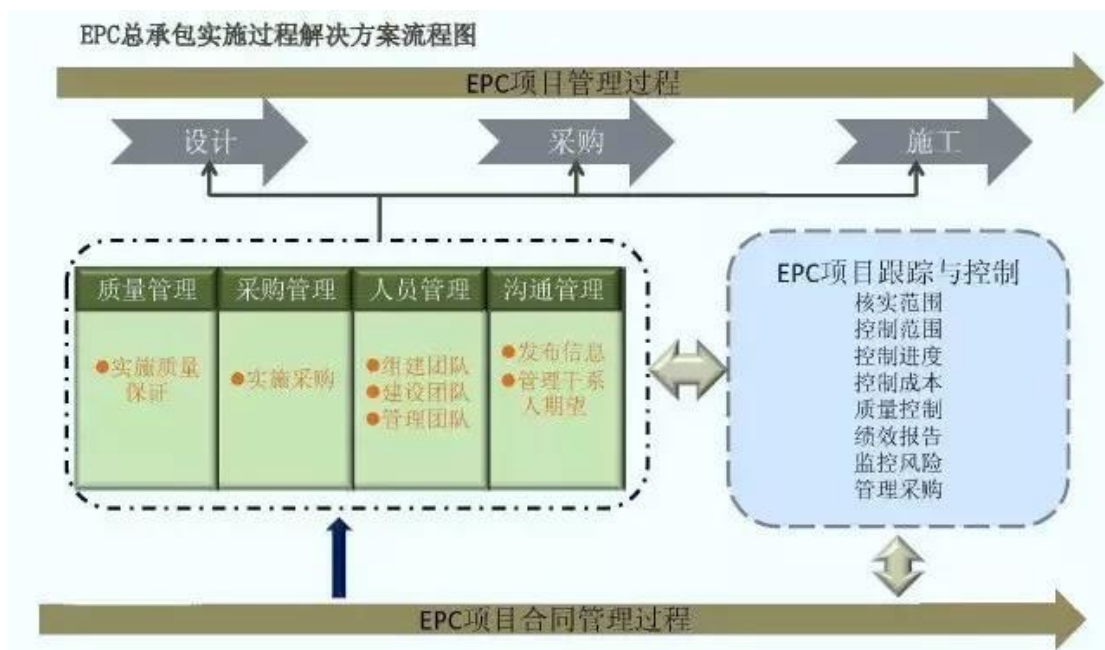 EPC总承包实施过程解决方案流程图
EPC项目管理过程
设计
采购
施工
质量管理
采购管理
人员管理
沟通管理
●实施质量
保证
●实施采购
●组建团队
●建设团队
●管理团队
●发布信息
●管理干系
人期望
EPC项目跟踪与控制
核实范围
控制范围
控制进度
控制成本
质量控制
绩效报告
监控风险
管理采购
EPC项目合同管理过程